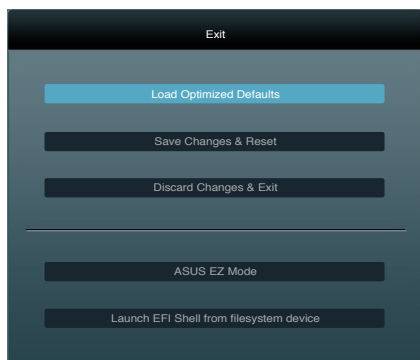 Exit
Load Optimized Defaults
Save Changes & Reset
Discard Changes & Exit
ASUS EZ Mode
Launch EFI Shell from filesystem device